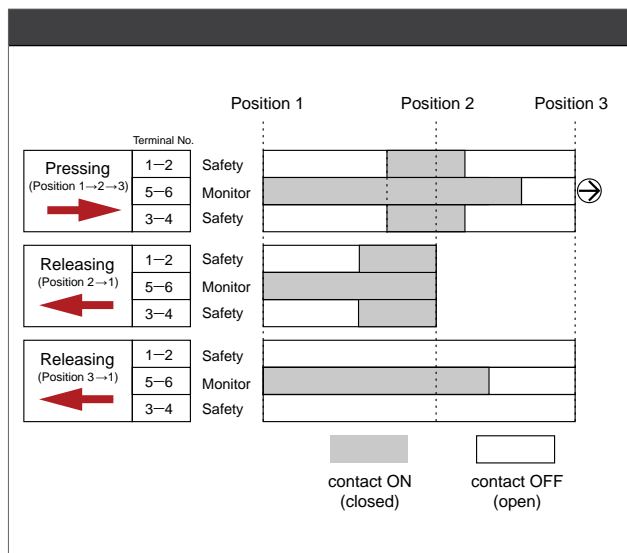 Position 1 Position 2 Position 3
Terminal No.
Pressing
(Position 1→2→3)
1—2 Safety
5—6 Monitor
3—4 Safety
Releasing
(Position 2→1)
1—2 Safety
5—6 Monitor
3—4 Safety
Releasing
(Position 3→1)
1—2 Safety
5—6 Monitor
3—4 Safety
contact ON
(closed)
contact OFF
(open)